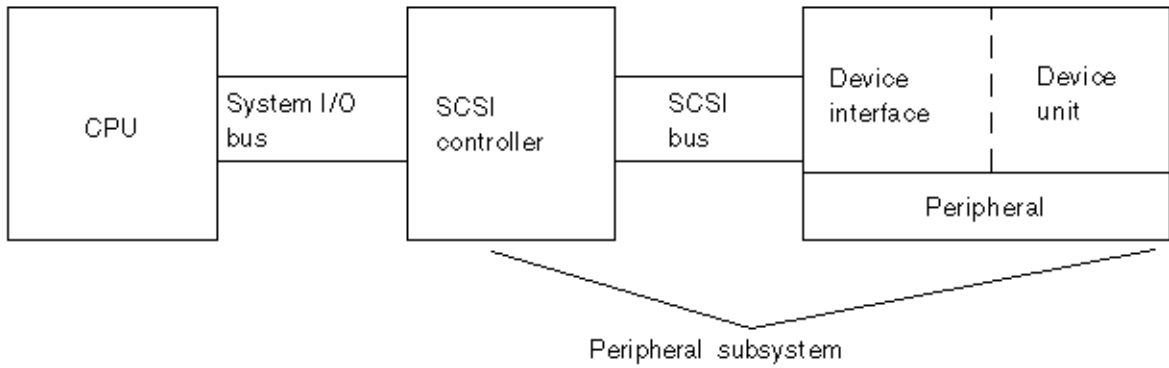 CPU
System I/O
bus
SCSI
controller
SCSI
bus
Device
interface
Device
unit
Peripheral
Peripheral subsystem